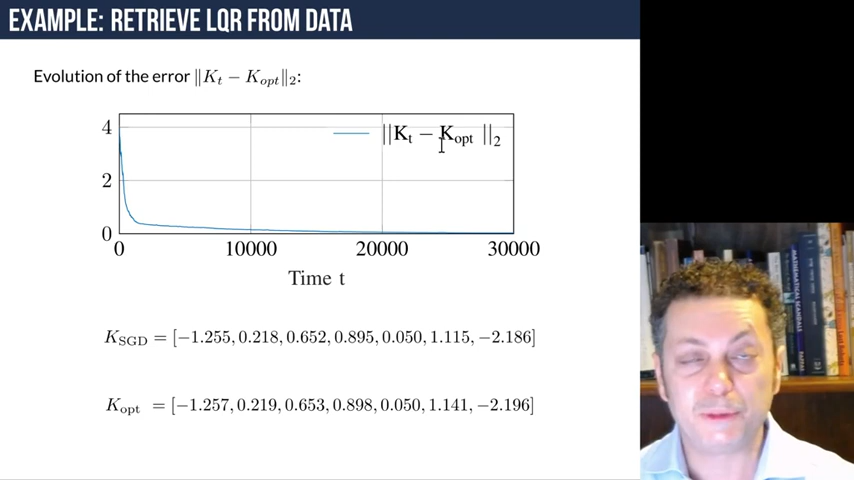 EXAMPLE: RETRIEVE LQR FROM DATA
Evolution of the error ‖K_t − K_opt‖_2:
||K_t − K_opt ||_2
4
2
0
0 10000 20000 30000
Time t
K_SGD = [−1.255, 0.218, 0.652, 0.895, 0.050, 1.115, −2.186]
K_opt = [−1.257, 0.219, 0.653, 0.898, 0.050, 1.141, −2.196]